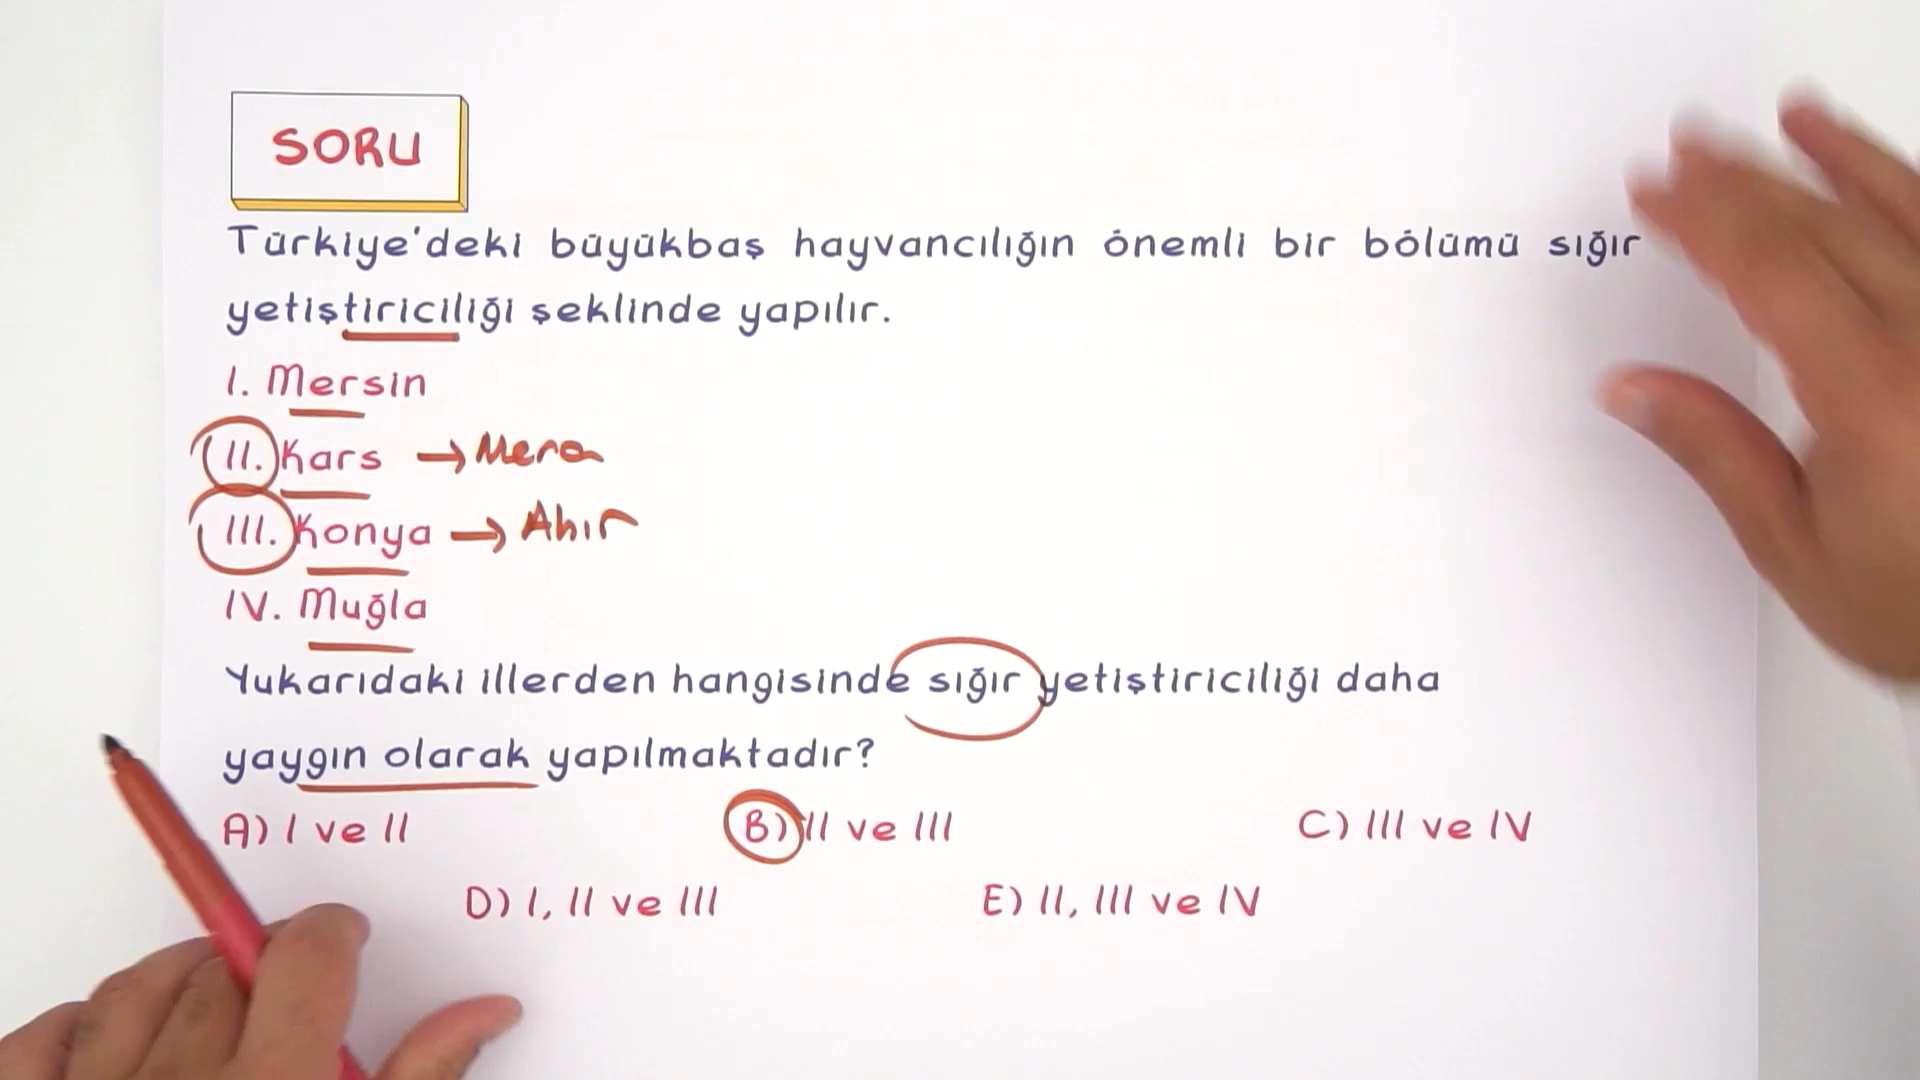 SORU
Türkiye'deki büyükbaş hayvancılığın önemli bir bölümü sığır
yetiştiriciliği şeklinde yapılır.
I. Mersin
II. Kars → Mera
III. Konya → Ahır
IV. Muğla
Yukarıdaki illerden hangisinde sığır yetiştiriciliği daha
yaygın olarak yapılmaktadır?
A) I ve II B) II ve III C) III ve IV
D) I, II ve III E) II, III ve IV